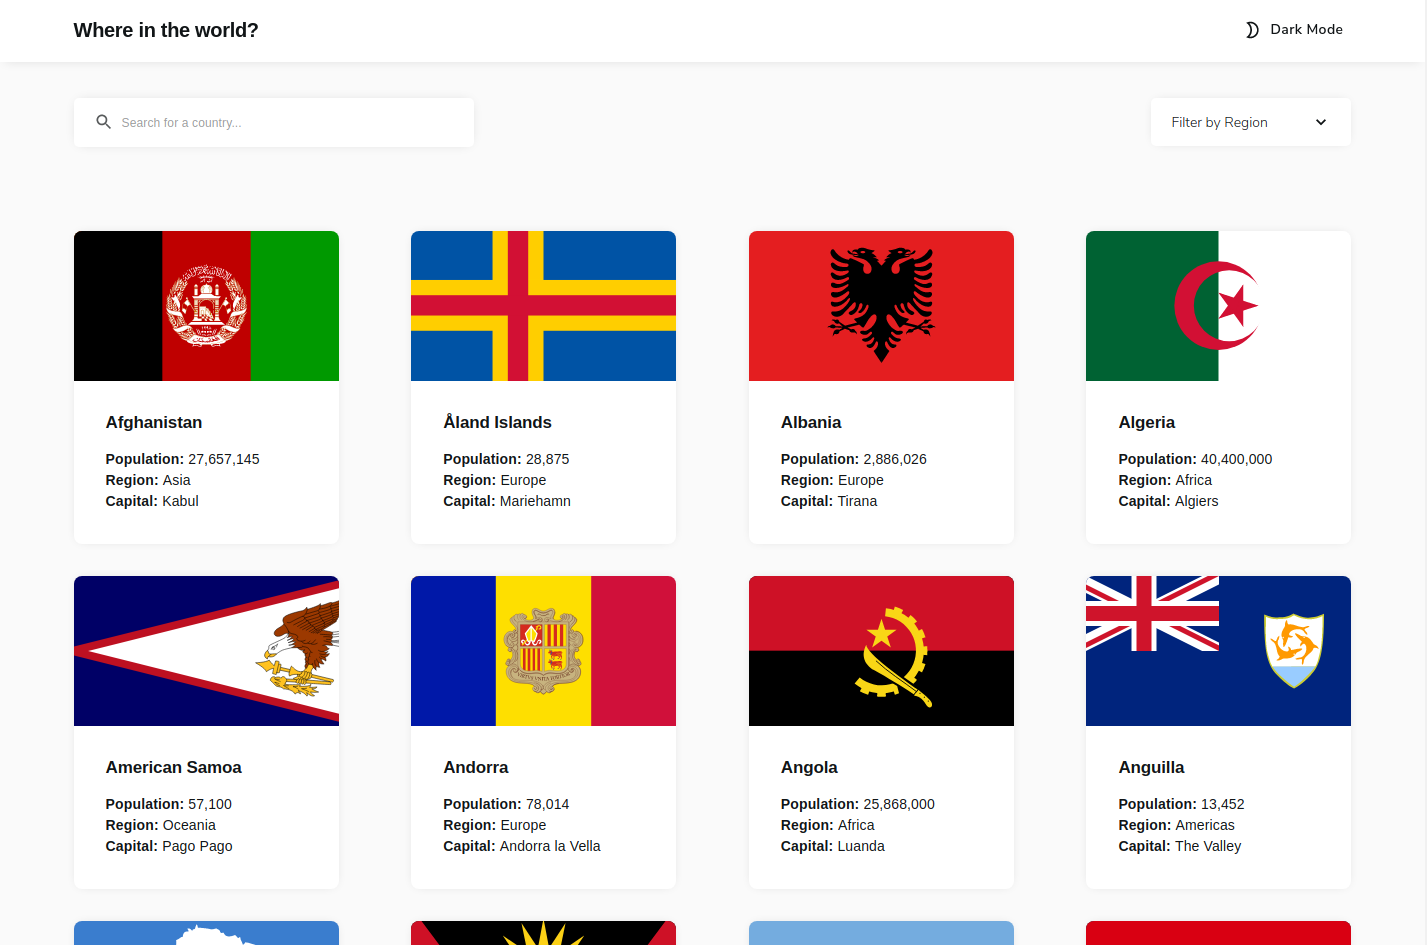 Where in the world?
Dark Mode
Search for a country...
Filter by Region
Afghanistan
Population: 27,657,145
Region: Asia
Capital: Kabul
Åland Islands
Population: 28,875
Region: Europe
Capital: Mariehamn
Albania
Population: 2,886,026
Region: Europe
Capital: Tirana
Algeria
Population: 40,400,000
Region: Africa
Capital: Algiers
American Samoa
Population: 57,100
Region: Oceania
Capital: Pago Pago
Andorra
Population: 78,014
Region: Europe
Capital: Andorra la Vella
Angola
Population: 25,868,000
Region: Africa
Capital: Luanda
Anguilla
Population: 13,452
Region: Americas
Capital: The Valley